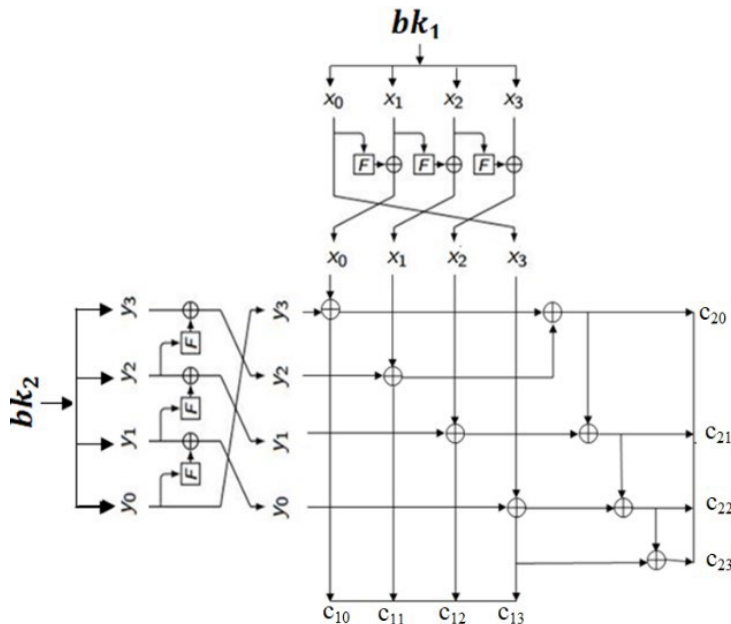 bk₁
x₀ x₁ x₂ x₃
F F F
x₀ x₁ x₂ x₃
bk₂
y₃ y₃ c₂₀
F
y₂ y₂
F
y₁ y₁ c₂₁
F
y₀ y₀ c₂₂
c₂₃
c₁₀ c₁₁ c₁₂ c₁₃